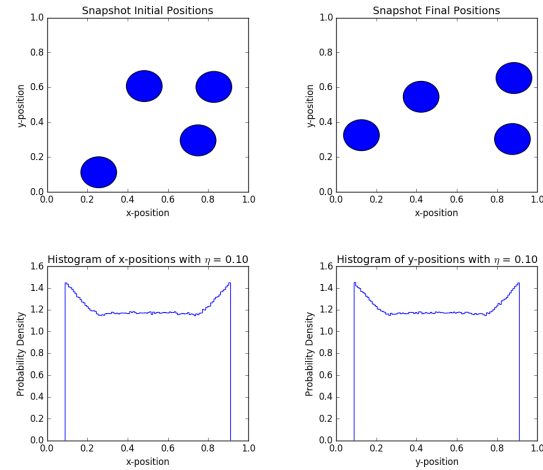 Snapshot Initial Positions
1.0
0.8
0.6
0.4
0.2
0.0
y-position
0.0 0.2 0.4 0.6 0.8 1.0
x-position
Snapshot Final Positions
1.0
0.8
0.6
0.4
0.2
0.0
y-position
0.0 0.2 0.4 0.6 0.8 1.0
x-position
Histogram of x-positions with η = 0.10
1.6
1.4
1.2
1.0
0.8
0.6
0.4
0.2
0.0
Probability Density
0.0 0.2 0.4 0.6 0.8 1.0
x-position
Histogram of y-positions with η = 0.10
1.6
1.4
1.2
1.0
0.8
0.6
0.4
0.2
0.0
Probability Density
0.0 0.2 0.4 0.6 0.8 1.0
y-position